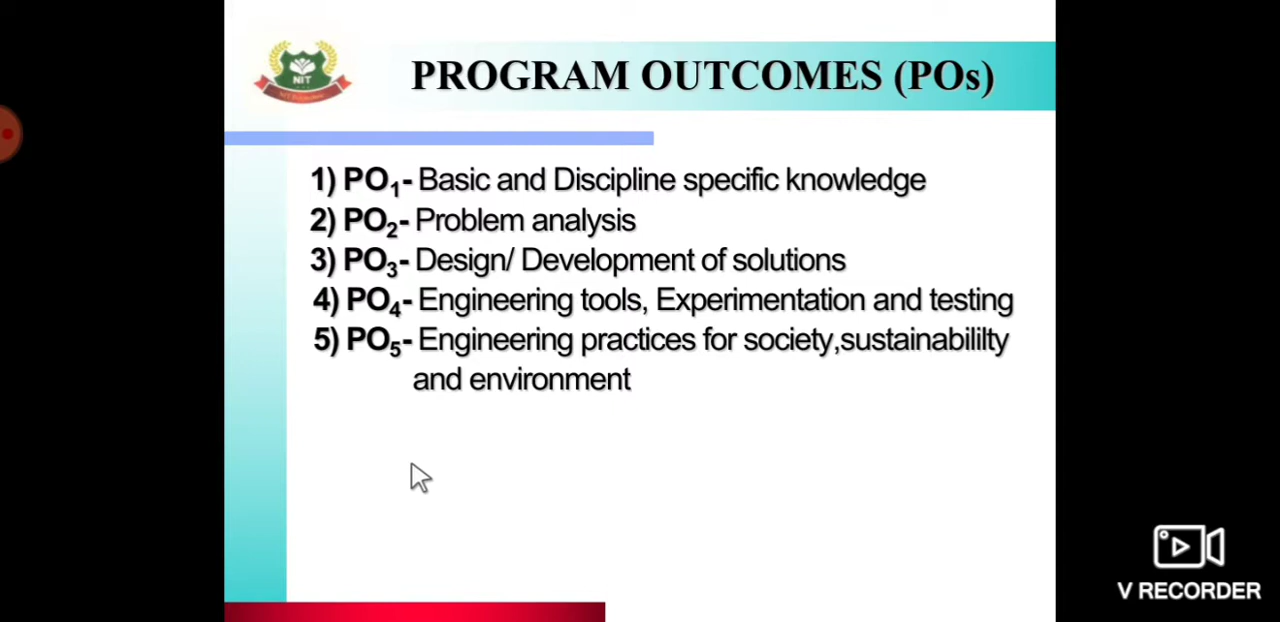 NIT
PROGRAM OUTCOMES (POs)
1) PO₁- Basic and Discipline specific knowledge
2) PO₂- Problem analysis
3) PO₃- Design/ Development of solutions
4) PO₄- Engineering tools, Experimentation and testing
5) PO₅- Engineering practices for society,sustainabililty
and environment
V RECORDER